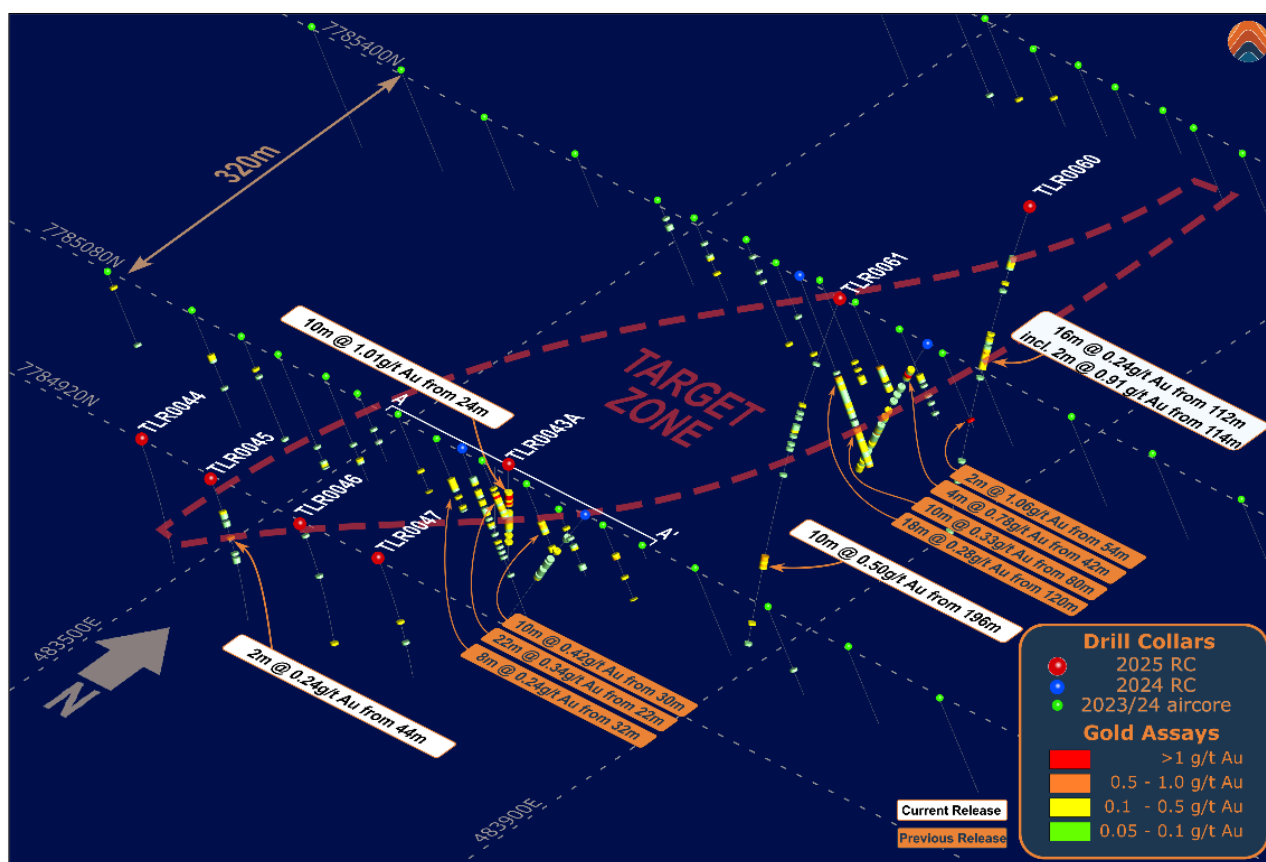 7785400N
320m
7785080N
7784920N
TLR0060
TLR0061
TLR0044
TLR0045
TLR0046
TLR0047
TLR0043A
10m @ 1.01g/t Au from 24m
A
A'
TARGET
ZONE
16m @ 0.24g/t Au from 112m
incl. 2m @ 0.91 g/t Au from 114m
2m @ 1.06g/t Au from 54m
4m @ 0.78g/t Au from 42m
10m @ 0.33g/t Au from 80m
18m @ 0.28g/t Au from 120m
10m @ 0.50g/t Au from 196m
10m @ 0.42g/t Au from 30m
22m @ 0.34g/t Au from 22m
8m @ 0.24g/t Au from 32m
2m @ 0.24g/t Au from 44m
483500E
N
483900E
Current Release
Previous Release
Drill Collars
2025 RC
2024 RC
2023/24 aircore
Gold Assays
>1 g/t Au
0.5 - 1.0 g/t Au
0.1 - 0.5 g/t Au
0.05 - 0.1 g/t Au